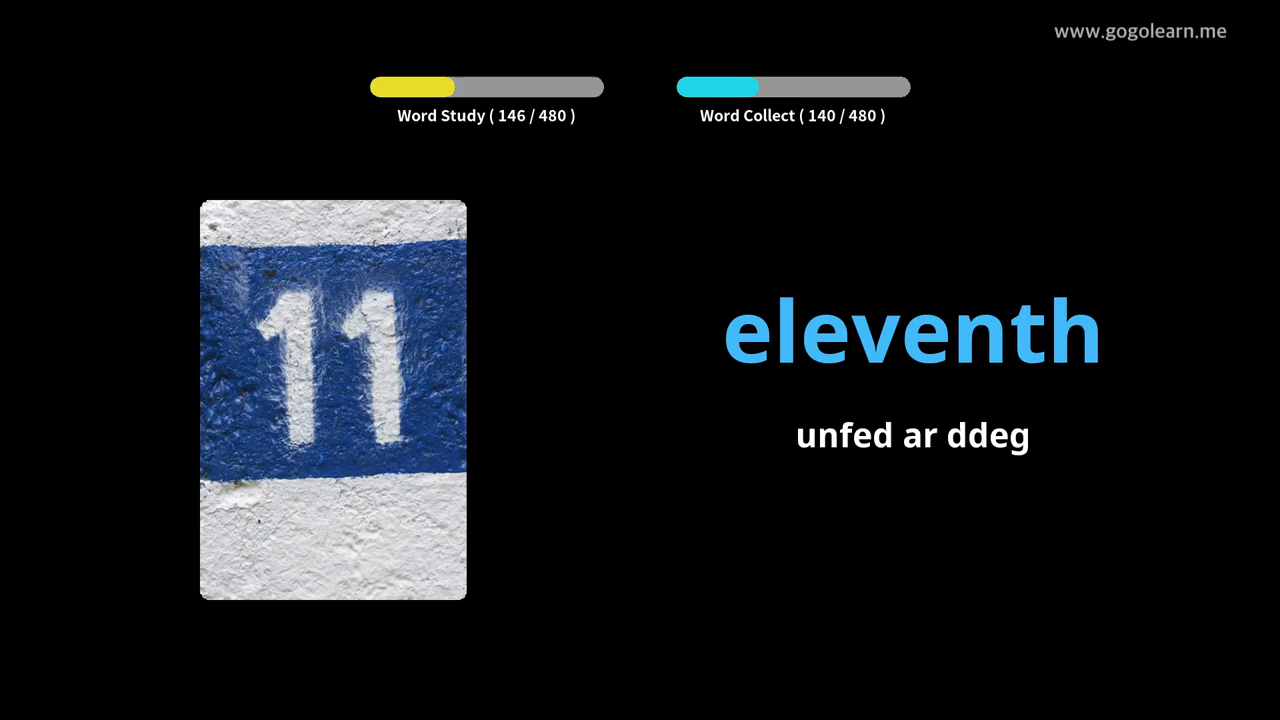 www.gogolearn.me
Word Study ( 146 / 480 )
Word Collect ( 140 / 480 )
11
eleventh
unfed ar ddeg